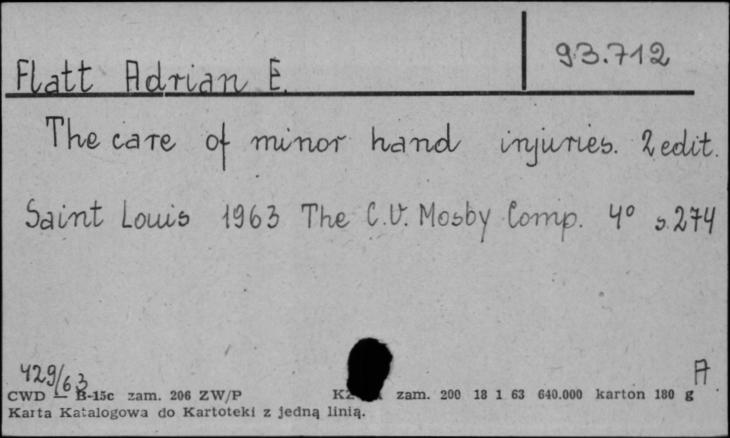 93.712
Flatt Adrian E.
The care of minor hand injuries. 2 edit.
Saint Louis 1963 The C.V. Mosby Comp. 4° s. 274
429/63
A
CWD — B-15c zam. 206 ZW/P zam. 200 18 1 63 640.000 karton 180 g
Karta Katalogowa do Kartoteki z jedną linią.